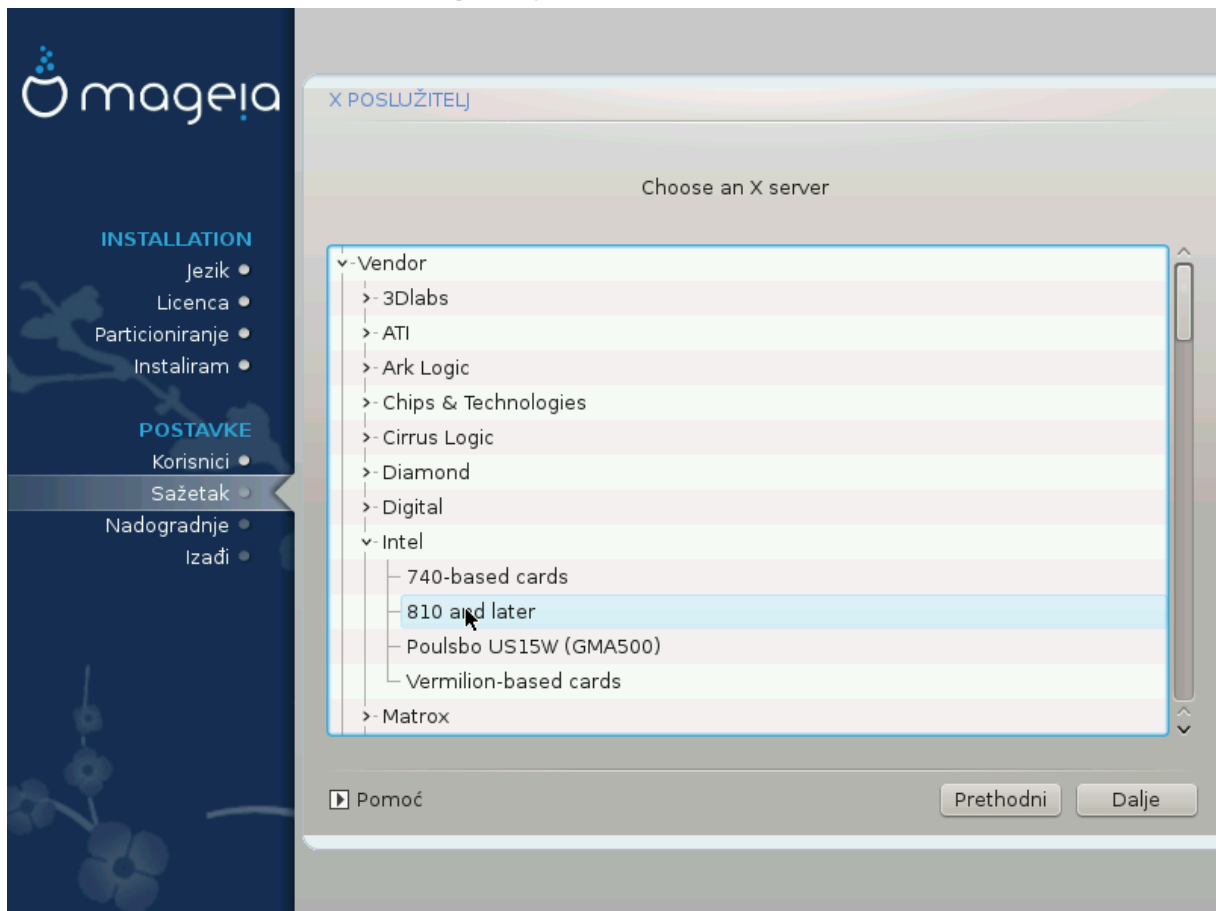 mageia
X POSLUŽITELJ
Choose an X server
INSTALLATION
Jezik
Licenca
Particioniranje
Instaliram
POSTAVKE
Korisnici
Sažetak
Nadogradnje
Izađi
Vendor
3Dlabs
ATI
Ark Logic
Chips & Technologies
Cirrus Logic
Diamond
Digital
Intel
740-based cards
810 and later
Poulsbo US15W (GMA500)
Vermilion-based cards
Matrox
Pomoć
Prethodni
Dalje